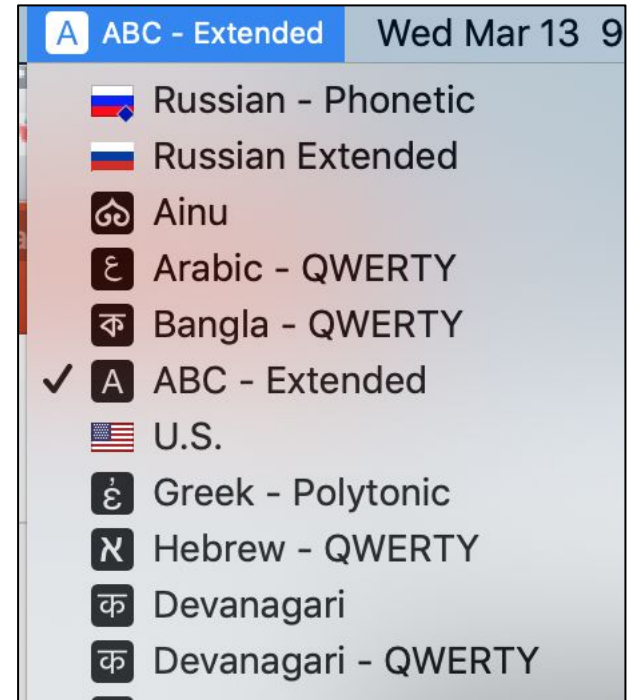 A ABC - Extended Wed Mar 13 9
Russian - Phonetic
Russian Extended
Ainu
ع Arabic - QWERTY
ক Bangla - QWERTY
✓ A ABC - Extended
U.S.
έ Greek - Polytonic
א Hebrew - QWERTY
क Devanagari
क Devanagari - QWERTY